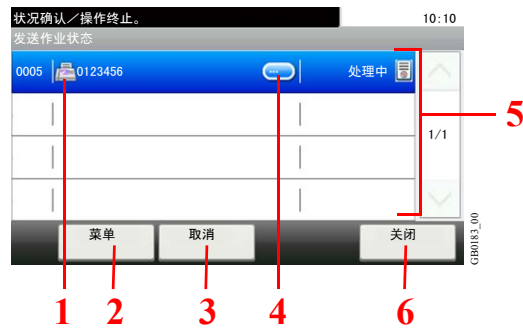 状况确认／操作终止。 10:10
发送作业状态
0005 0123456 处理中
1/1
5
菜单 取消 关闭
GB0183_00
1 2 3 4 6